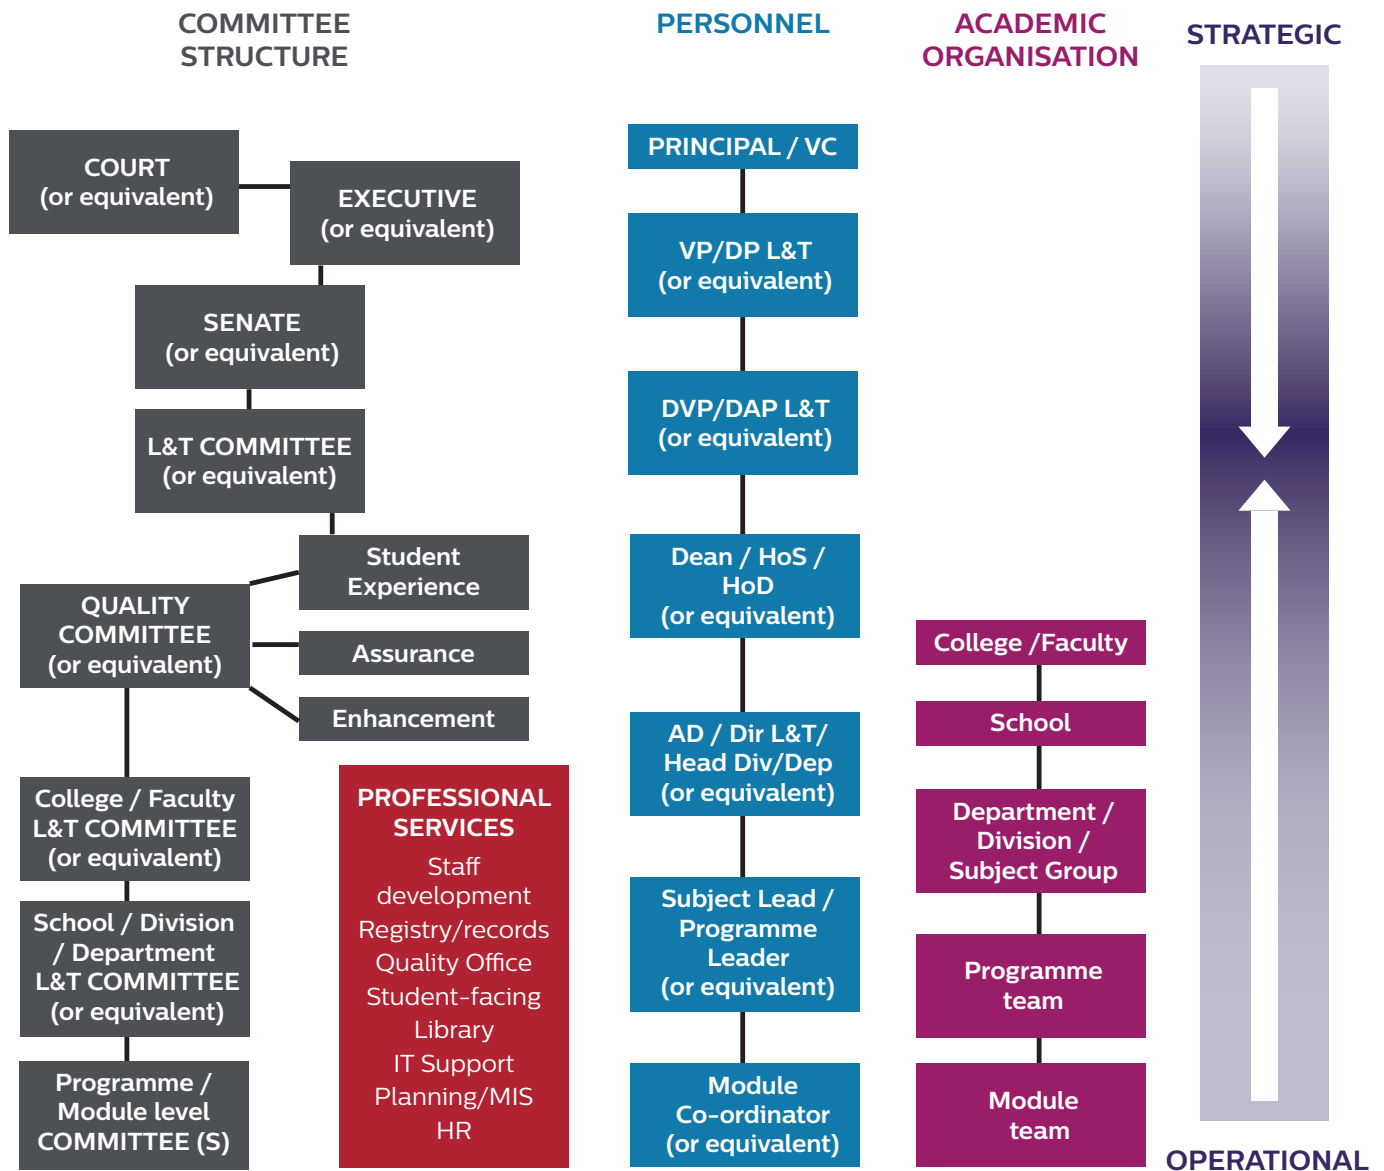 COMMITTEE
STRUCTURE
COURT
(or equivalent)
EXECUTIVE
(or equivalent)
SENATE
(or equivalent)
L&T COMMITTEE
(or equivalent)
Student
Experience
QUALITY
COMMITTEE
(or equivalent)
Assurance
Enhancement
College / Faculty
L&T COMMITTEE
(or equivalent)
School / Division
/ Department
L&T COMMITTEE
(or equivalent)
Programme /
Module level
COMMITTEE (S)
PROFESSIONAL
SERVICES
Staff
development
Registry/records
Quality Office
Student-facing
Library
IT Support
Planning/MIS
HR
PERSONNEL
PRINCIPAL / VC
VP/DP L&T
(or equivalent)
DVP/DAP L&T
(or equivalent)
Dean / HoS /
HoD
(or equivalent)
AD / Dir L&T/
Head Div/Dep
(or equivalent)
Subject Lead /
Programme
Leader
(or equivalent)
Module
Co-ordinator
(or equivalent)
ACADEMIC
ORGANISATION
College /Faculty
School
Department /
Division /
Subject Group
Programme
team
Module
team
STRATEGIC
OPERATIONAL